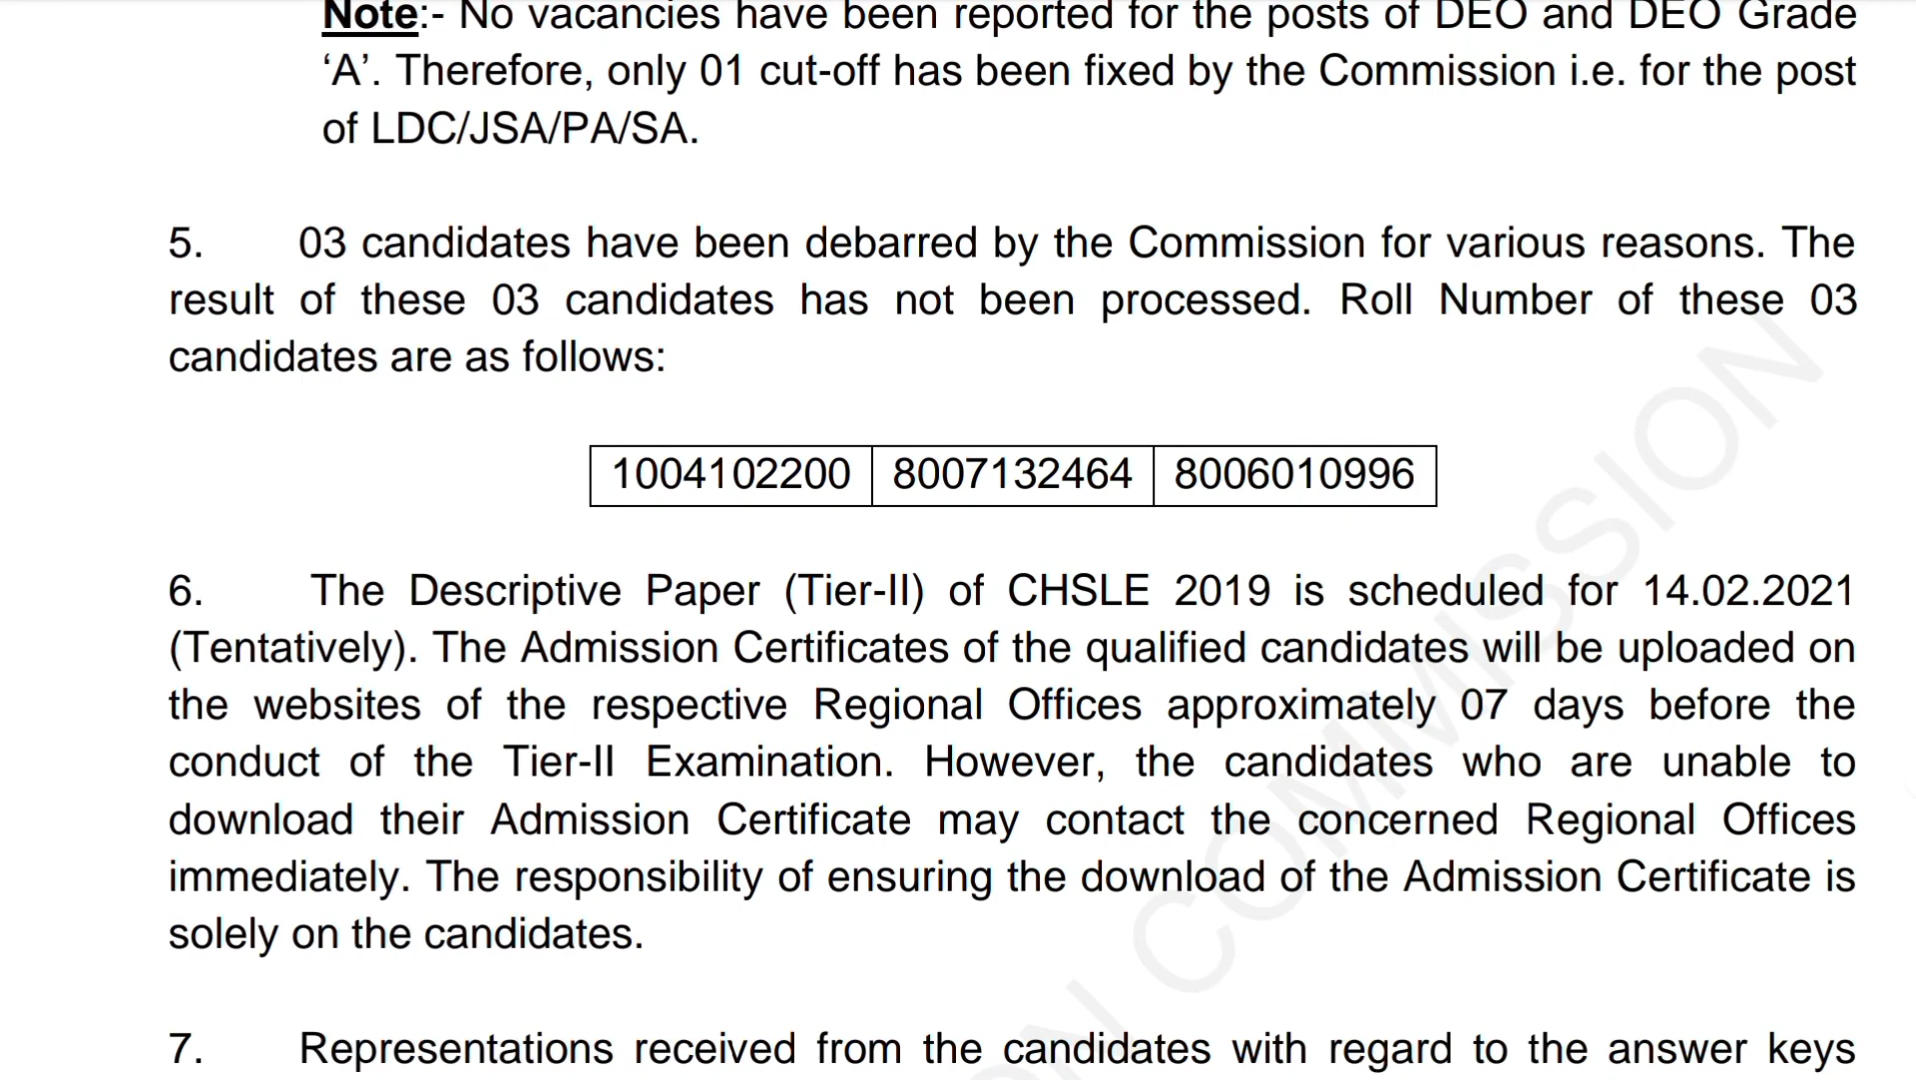 Note:- No vacancies have been reported for the posts of DEO and DEO Grade
‘A’. Therefore, only 01 cut-off has been fixed by the Commission i.e. for the post
of LDC/JSA/PA/SA.
5. 03 candidates have been debarred by the Commission for various reasons. The
result of these 03 candidates has not been processed. Roll Number of these 03
candidates are as follows:
1004102200 8007132464 8006010996
6. The Descriptive Paper (Tier-II) of CHSLE 2019 is scheduled for 14.02.2021
(Tentatively). The Admission Certificates of the qualified candidates will be uploaded on
the websites of the respective Regional Offices approximately 07 days before the
conduct of the Tier-II Examination. However, the candidates who are unable to
download their Admission Certificate may contact the concerned Regional Offices
immediately. The responsibility of ensuring the download of the Admission Certificate is
solely on the candidates.
7. Representations received from the candidates with regard to the answer keys
COMMISSION